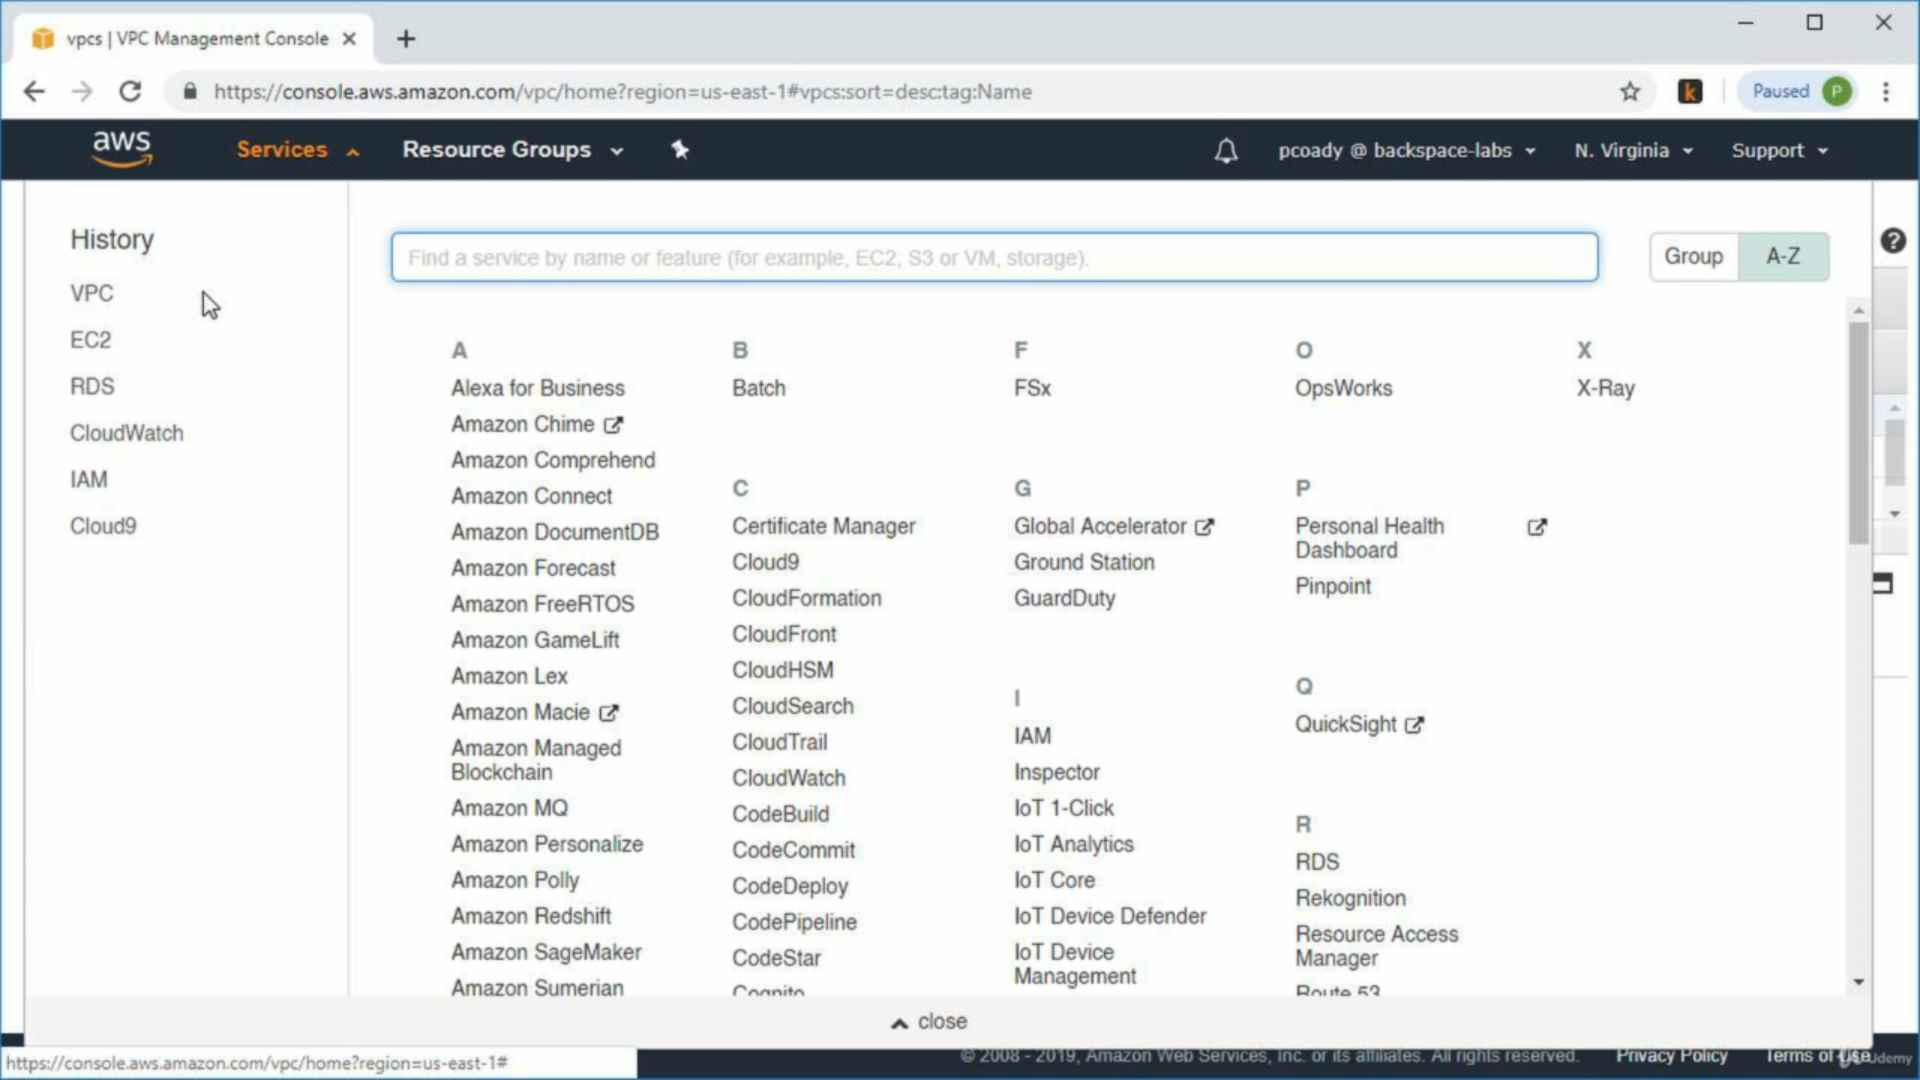 vpcs | VPC Management Console
https://console.aws.amazon.com/vpc/home?region=us-east-1#vpcs:sort=desc:tag:Name
Paused P
aws
Services
Resource Groups
pcoady @ backspace-labs
N. Virginia
Support
History
VPC
EC2
RDS
CloudWatch
IAM
Cloud9
Find a service by name or feature (for example, EC2, S3 or VM, storage).
Group
A-Z
A
Alexa for Business
Amazon Chime
Amazon Comprehend
Amazon Connect
Amazon DocumentDB
Amazon Forecast
Amazon FreeRTOS
Amazon GameLift
Amazon Lex
Amazon Macie
Amazon Managed
Blockchain
Amazon MQ
Amazon Personalize
Amazon Polly
Amazon Redshift
Amazon SageMaker
Amazon Sumerian
B
Batch
C
Certificate Manager
Cloud9
CloudFormation
CloudFront
CloudHSM
CloudSearch
CloudTrail
CloudWatch
CodeBuild
CodeCommit
CodeDeploy
CodePipeline
CodeStar
Cognito
F
FSx
G
Global Accelerator
Ground Station
GuardDuty
I
IAM
Inspector
IoT 1-Click
IoT Analytics
IoT Core
IoT Device Defender
IoT Device
Management
O
OpsWorks
P
Personal Health
Dashboard
Pinpoint
Q
QuickSight
R
RDS
Rekognition
Resource Access
Manager
Route 53
X
X-Ray
close
https://console.aws.amazon.com/vpc/home?region=us-east-1#
© 2008 - 2019, Amazon Web Services, Inc. or its affiliates. All rights reserved.
Privacy Policy
Terms of Use
Udemy